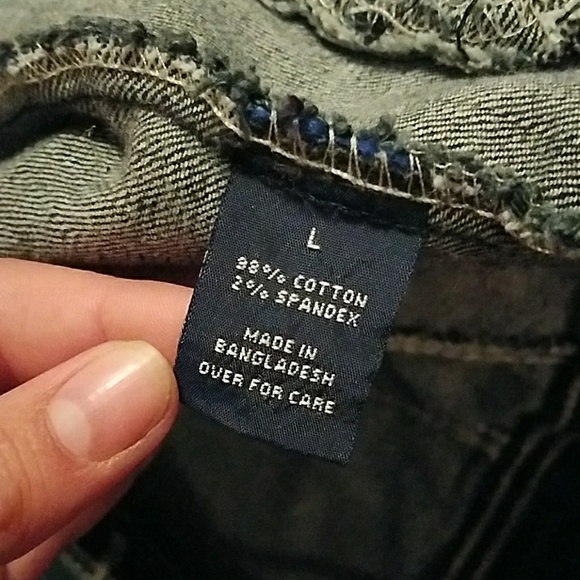 L
98% COTTON
2% SPANDEX
MADE IN
BANGLADESH
OVER FOR CARE